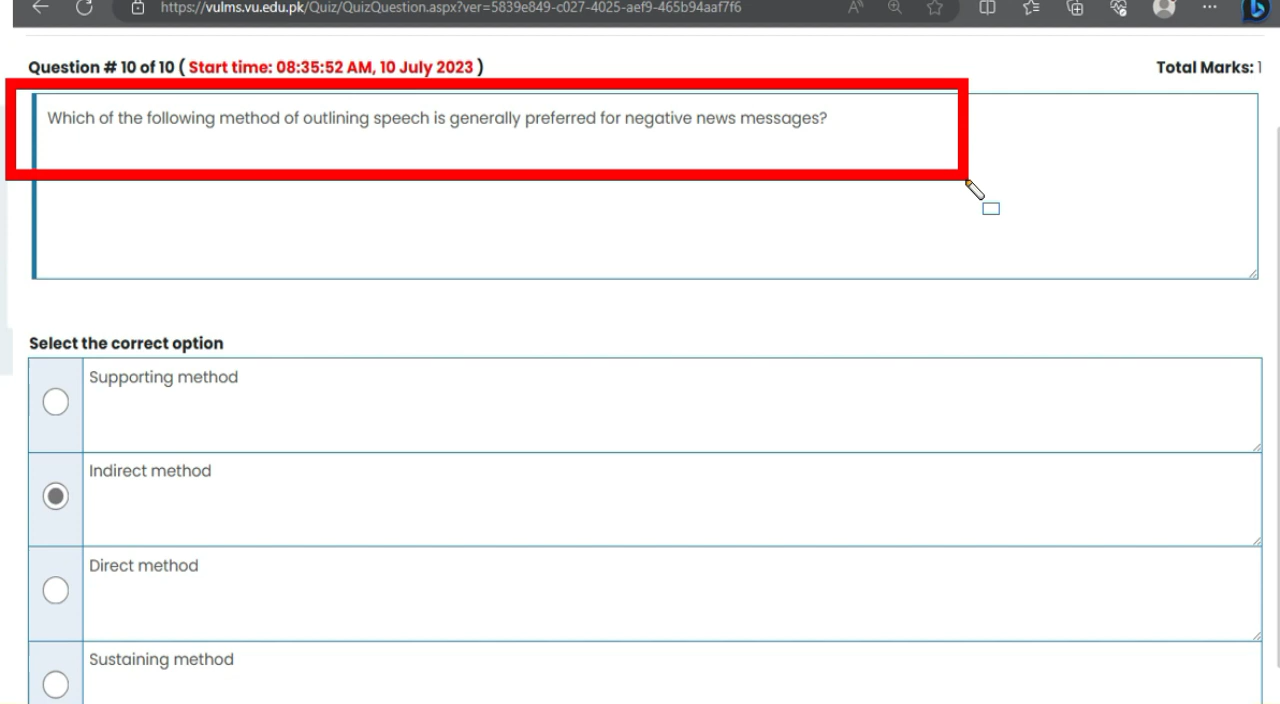 https://vulms.vu.edu.pk/Quiz/QuizQuestion.aspx?ver=5839e849-c027-4025-aef9-465b94aaf7f6
Question # 10 of 10 ( Start time: 08:35:52 AM, 10 July 2023 ) Total Marks: 1
Which of the following method of outlining speech is generally preferred for negative news messages?
Select the correct option
Supporting method
Indirect method
Direct method
Sustaining method